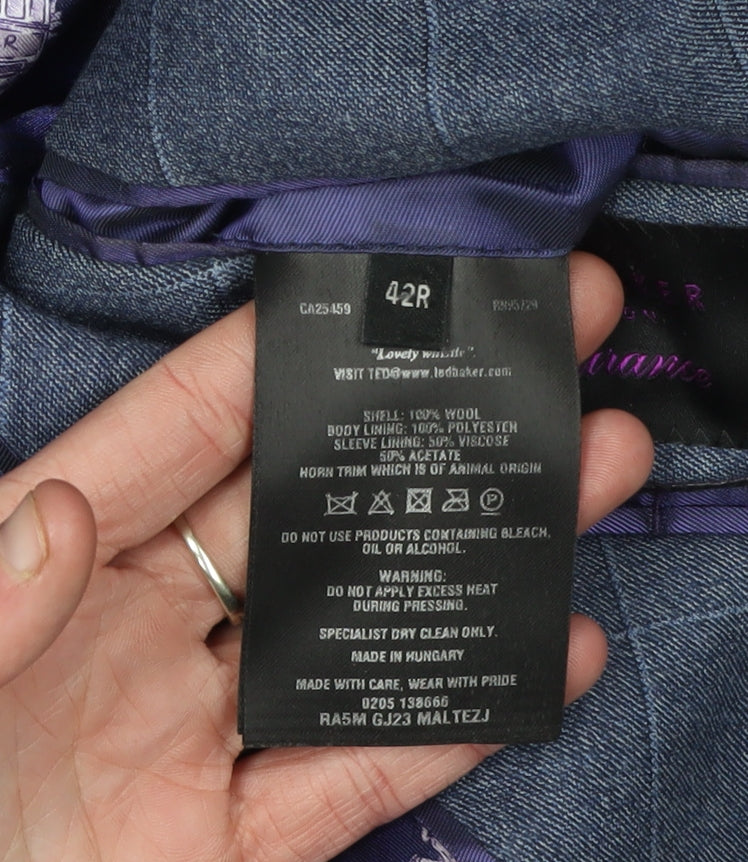 R
CA25459
42R
RN95729
"Lovely whistle".
VISIT TED@www.tedbaker.com
SHELL: 100% WOOL
BODY LINING: 100% POLYESTER
SLEEVE LINING: 50% VISCOSE
50% ACETATE
HORN TRIM WHICH IS OF ANIMAL ORIGIN
P
DO NOT USE PRODUCTS CONTAINING BLEACH,
OIL OR ALCOHOL.
WARNING:
DO NOT APPLY EXCESS HEAT
DURING PRESSING.
SPECIALIST DRY CLEAN ONLY.
MADE IN HUNGARY
MADE WITH CARE, WEAR WITH PRIDE
0205 138666
RA5M GJ23 MALTEZJ
KER